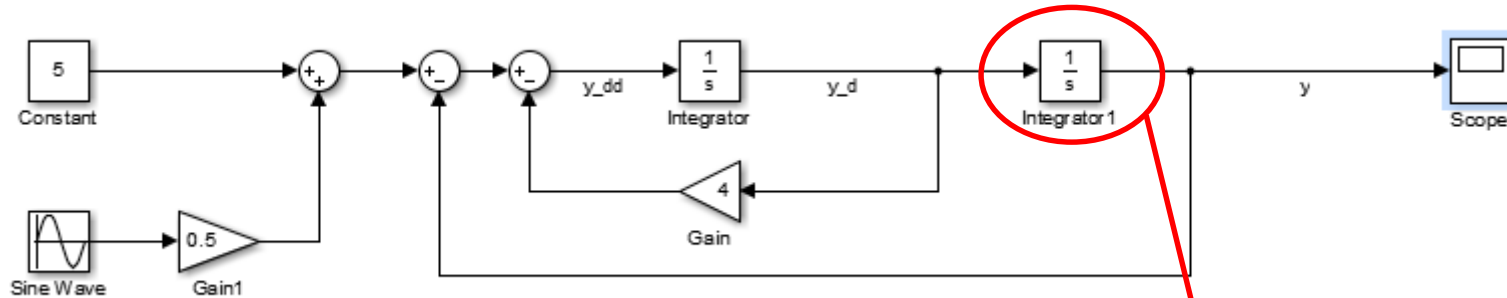 5
Constant
y_dd
1
s
Integrator
y_d
1
s
Integrator1
y
Scope
4
Gain
Sine Wave
0.5
Gain1